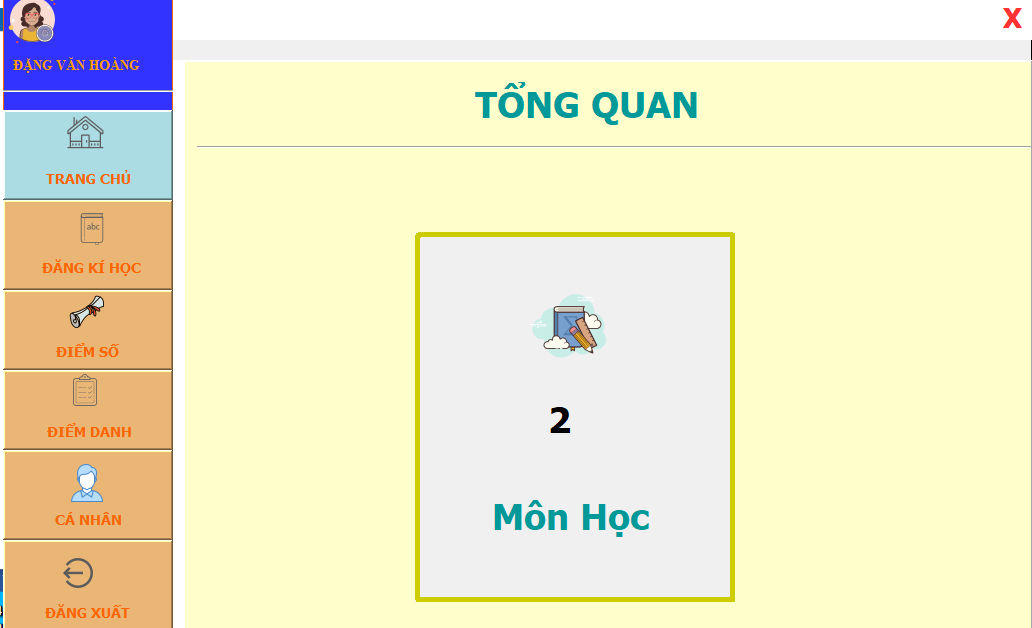 X
ĐẶNG VĂN HOÀNG
TRANG CHỦ
ĐĂNG KÍ HỌC
abc
ĐIỂM SỐ
ĐIỂM DANH
CÁ NHÂN
ĐĂNG XUẤT
TỔNG QUAN
2
Môn Học